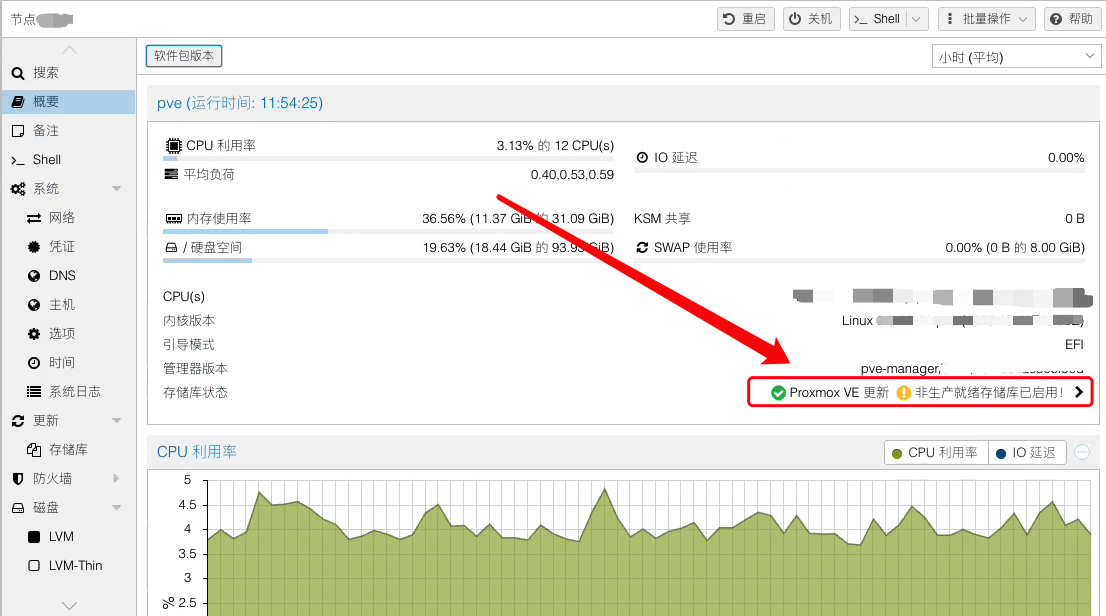 节点
重启
关机
Shell
批量操作
帮助
搜索
概要
备注
Shell
系统
网络
凭证
DNS
主机
选项
时间
系统日志
更新
存储库
防火墙
磁盘
LVM
LVM-Thin
软件包版本
小时 (平均)
pve (运行时间: 11:54:25)
CPU 利用率 3.13% 的 12 CPU(s)
IO 延迟 0.00%
平均负荷 0.40,0.53,0.59
内存使用率 36.56% (11.37 GiB 的 31.09 GiB)
KSM 共享 0 B
/ 硬盘空间 19.63% (18.44 GiB 的 93.93 GiB)
SWAP 使用率 0.00% (0 B 的 8.00 GiB)
CPU(s)
内核版本 Linux
引导模式 EFI
管理器版本 pve-manager/
存储库状态 Proxmox VE 更新 非生产就绪存储库已启用!
CPU 利用率
CPU 利用率
IO 延迟
5
4.5
4
3.5
3
% 2.5